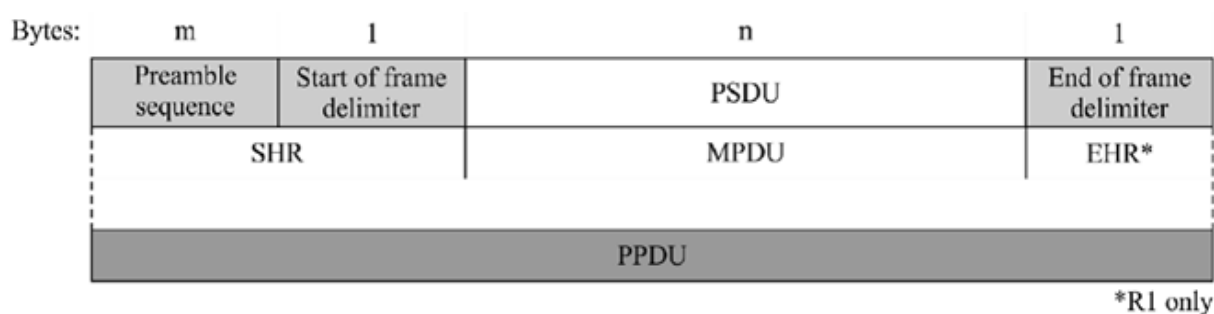 Bytes: m 1 n 1
Preamble sequence Start of frame delimiter PSDU End of frame delimiter
SHR MPDU EHR*
PPDU
*R1 only